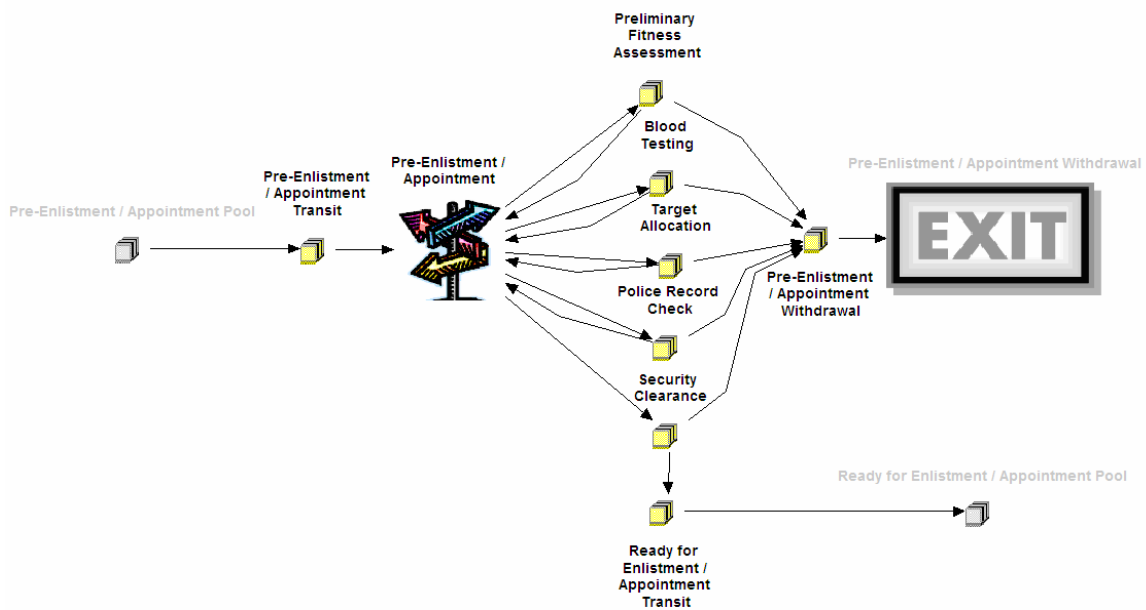 Preliminary
Fitness
Assessment
Blood
Testing
Pre-Enlistment /
Appointment
Pre-Enlistment / Appointment Withdrawal
Pre-Enlistment
/ Appointment
Transit
Pre-Enlistment / Appointment Pool
Target
Allocation
EXIT
Police Record
Check
Pre-Enlistment
/ Appointment
Withdrawal
Security
Clearance
Ready for Enlistment / Appointment Pool
Ready for
Enlistment /
Appointment
Transit